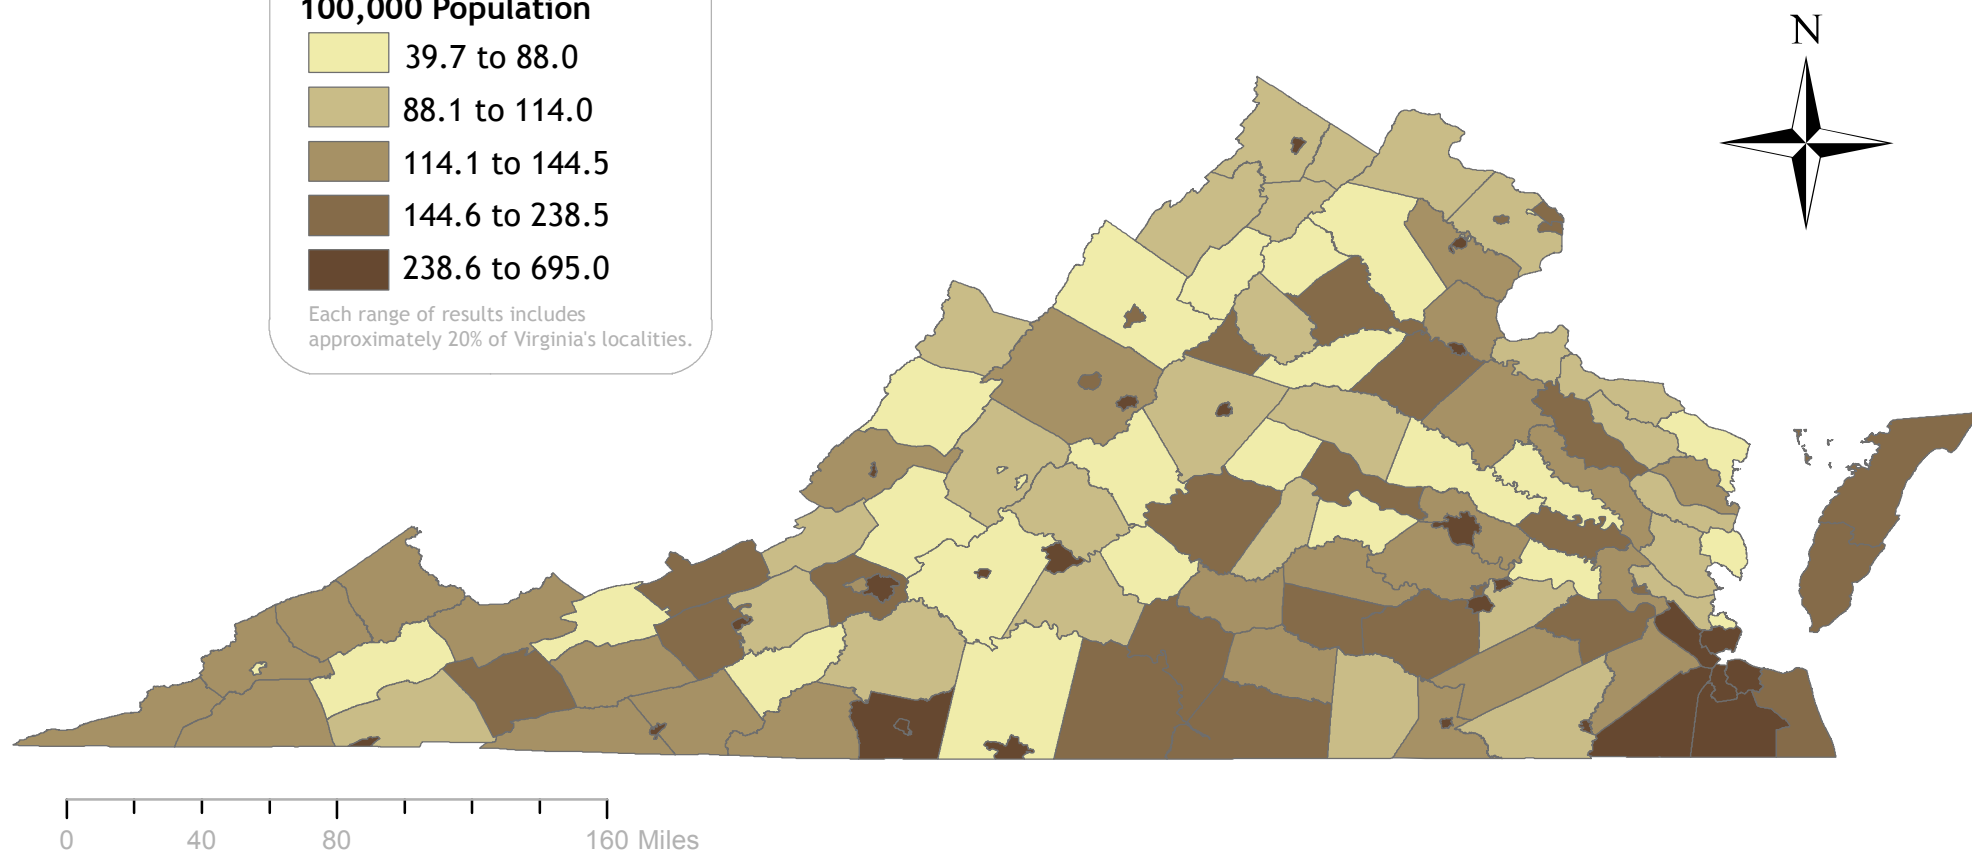 100,000 Population
39.7 to 88.0
88.1 to 114.0
114.1 to 144.5
144.6 to 238.5
238.6 to 695.0
Each range of results includes
approximately 20% of Virginia's localities.
N
0 40 80 160 Miles